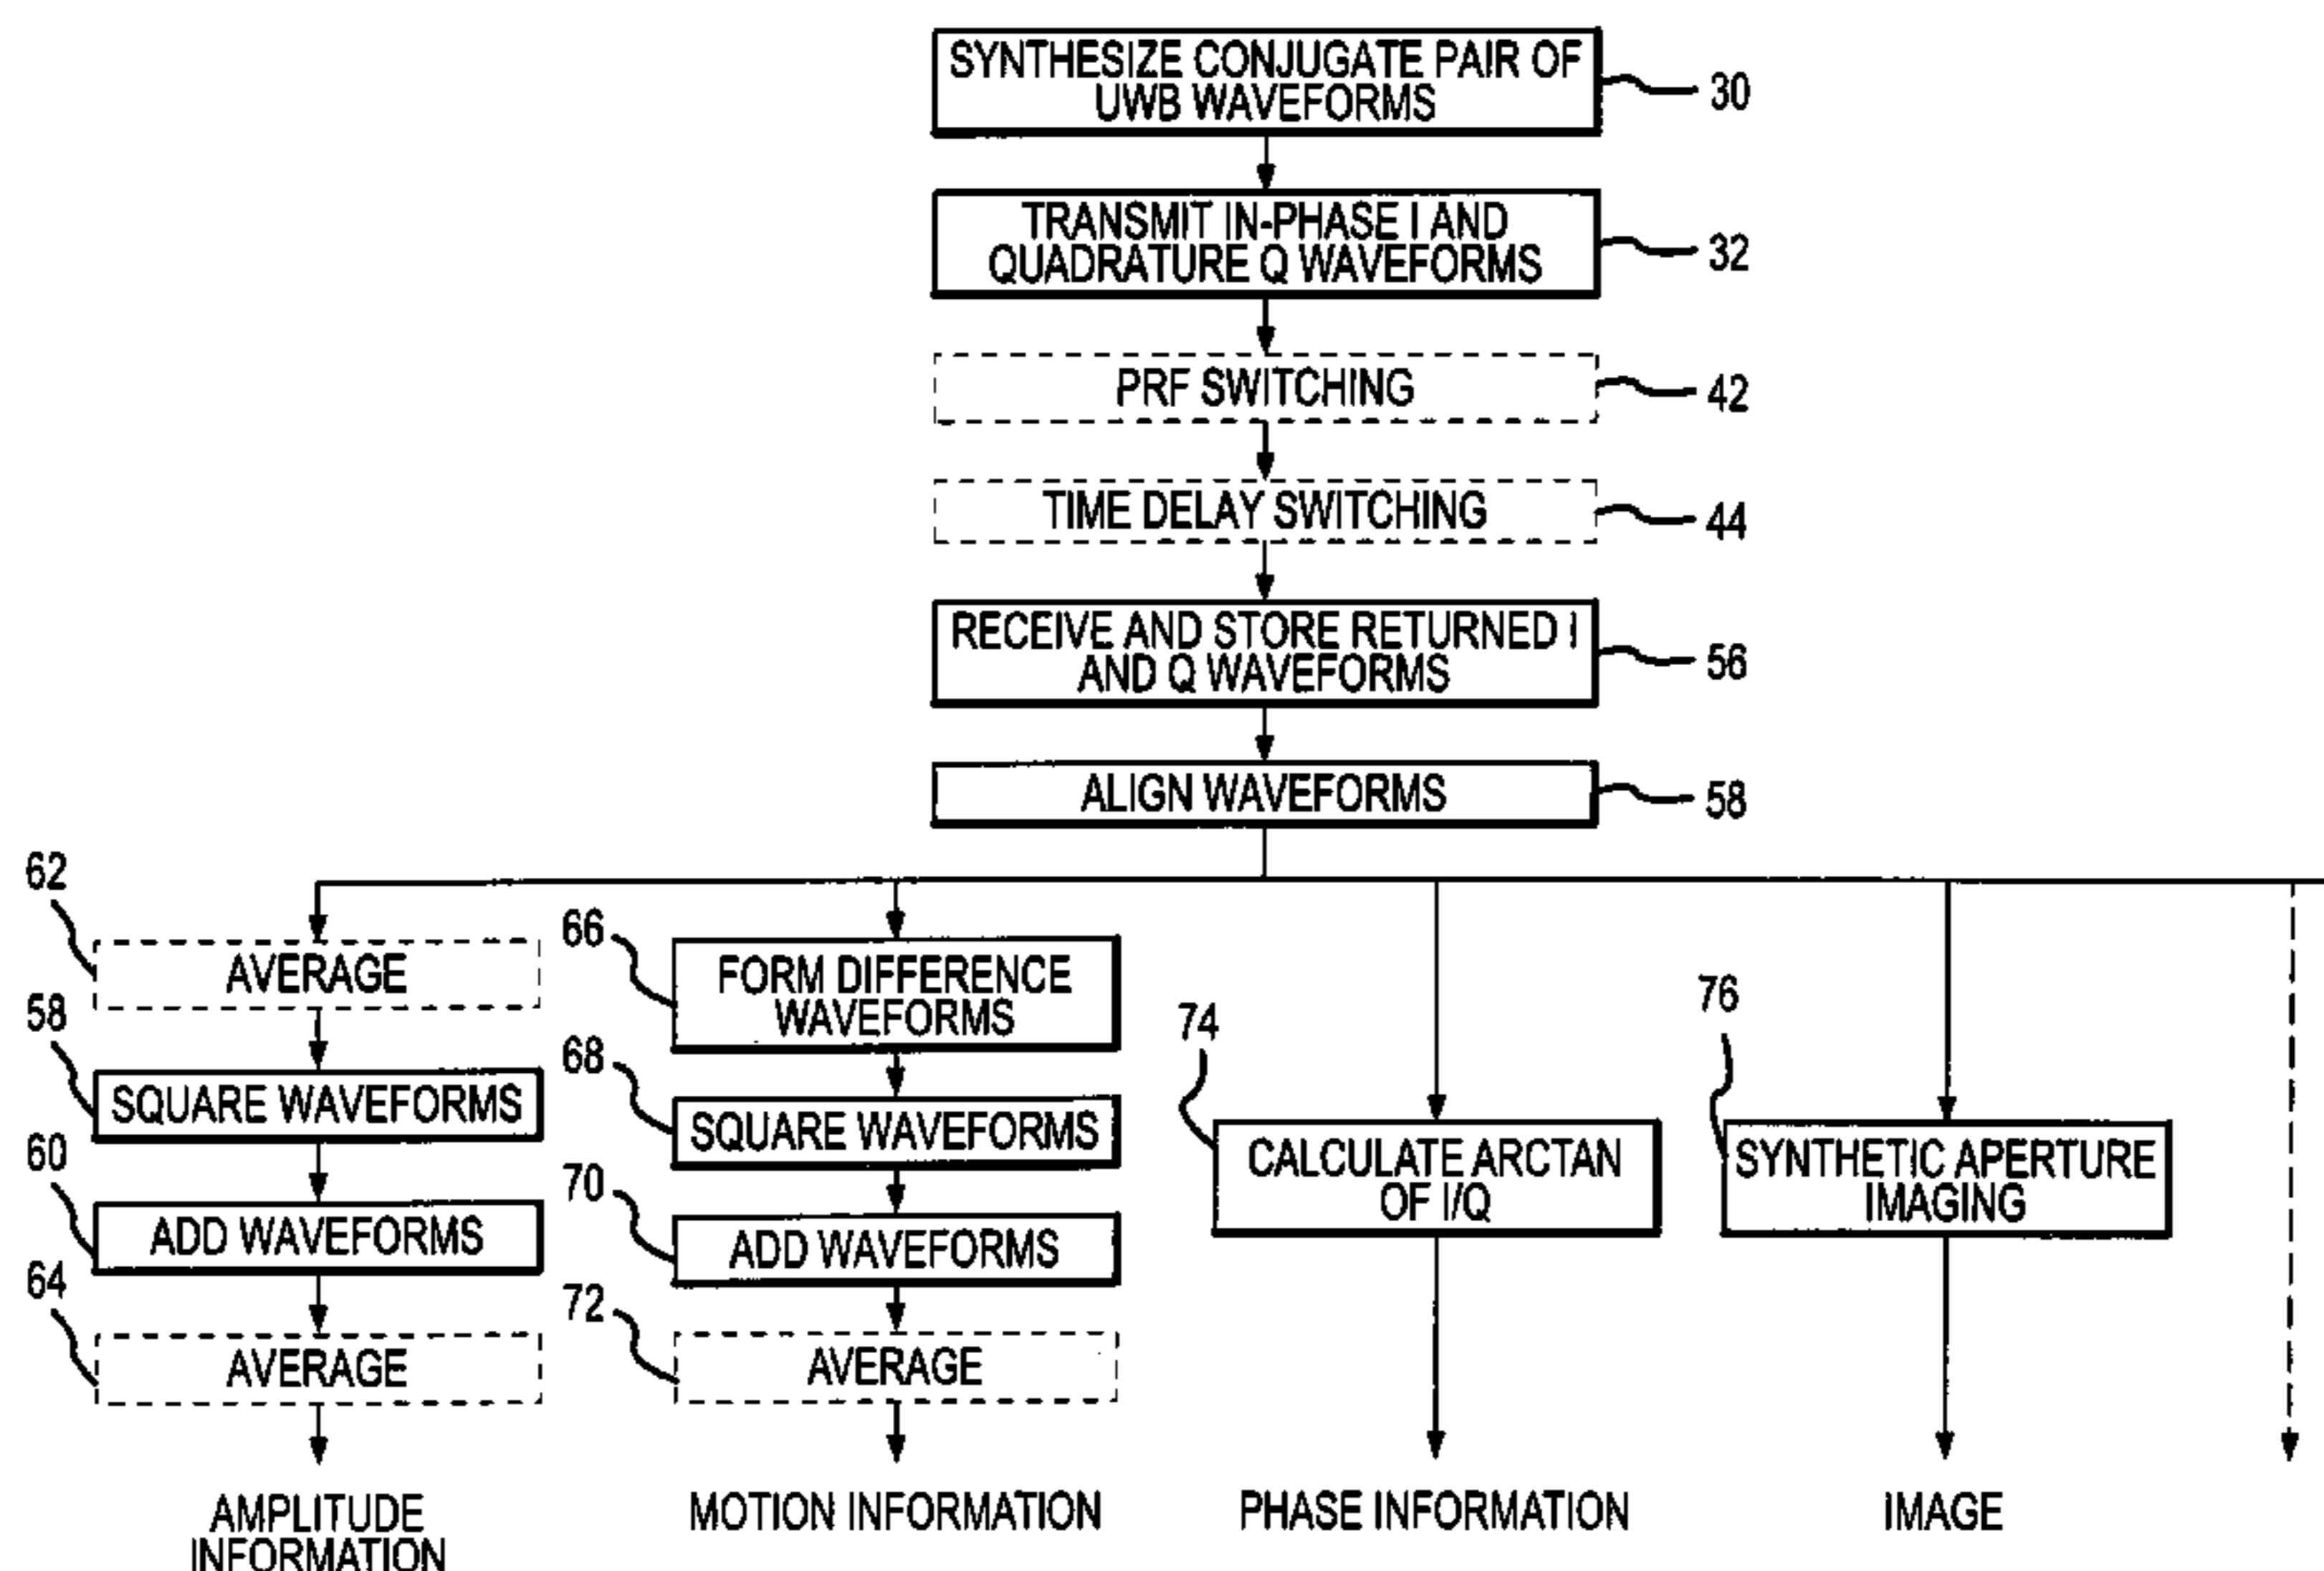 SYNTHESIZE CONJUGATE PAIR OF
UWB WAVEFORMS
30
TRANSMIT IN-PHASE I AND
QUADRATURE Q WAVEFORMS
32
PRF SWITCHING
42
TIME DELAY SWITCHING
44
RECEIVE AND STORE RETURNED I
AND Q WAVEFORMS
56
ALIGN WAVEFORMS
58
62
AVERAGE
58
SQUARE WAVEFORMS
60
ADD WAVEFORMS
64
AVERAGE
AMPLITUDE
INFORMATION
66
FORM DIFFERENCE
WAVEFORMS
68
SQUARE WAVEFORMS
70
ADD WAVEFORMS
72
AVERAGE
MOTION INFORMATION
74
CALCULATE ARCTAN
OF I/Q
PHASE INFORMATION
76
SYNTHETIC APERTURE
IMAGING
IMAGE